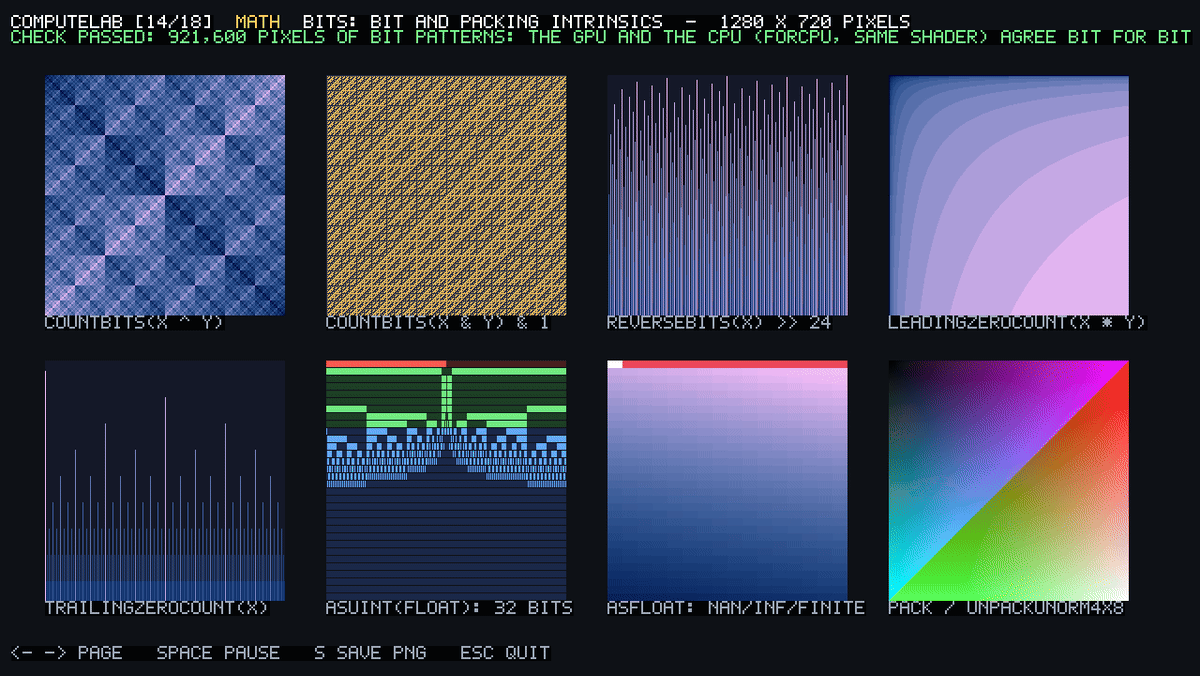 COMPUTELAB [14/18]  MATH  BITS: BIT AND PACKING INTRINSICS  -  1280 X 720 PIXELS
CHECK PASSED: 921,600 PIXELS OF BIT PATTERNS: THE GPU AND THE CPU (FORCPU, SAME SHADER) AGREE BIT FOR BIT
COUNTBITS(X ^ Y)
COUNTBITS(X & Y) & 1
REVERSEBITS(X) >> 24
LEADINGZEROCOUNT(X * Y)
TRAILINGZEROCOUNT(X)
ASUINT(FLOAT): 32 BITS
ASFLOAT: NAN/INF/FINITE
PACK / UNPACKUNORM4X8
<- -> PAGE   SPACE PAUSE   S SAVE PNG   ESC QUIT